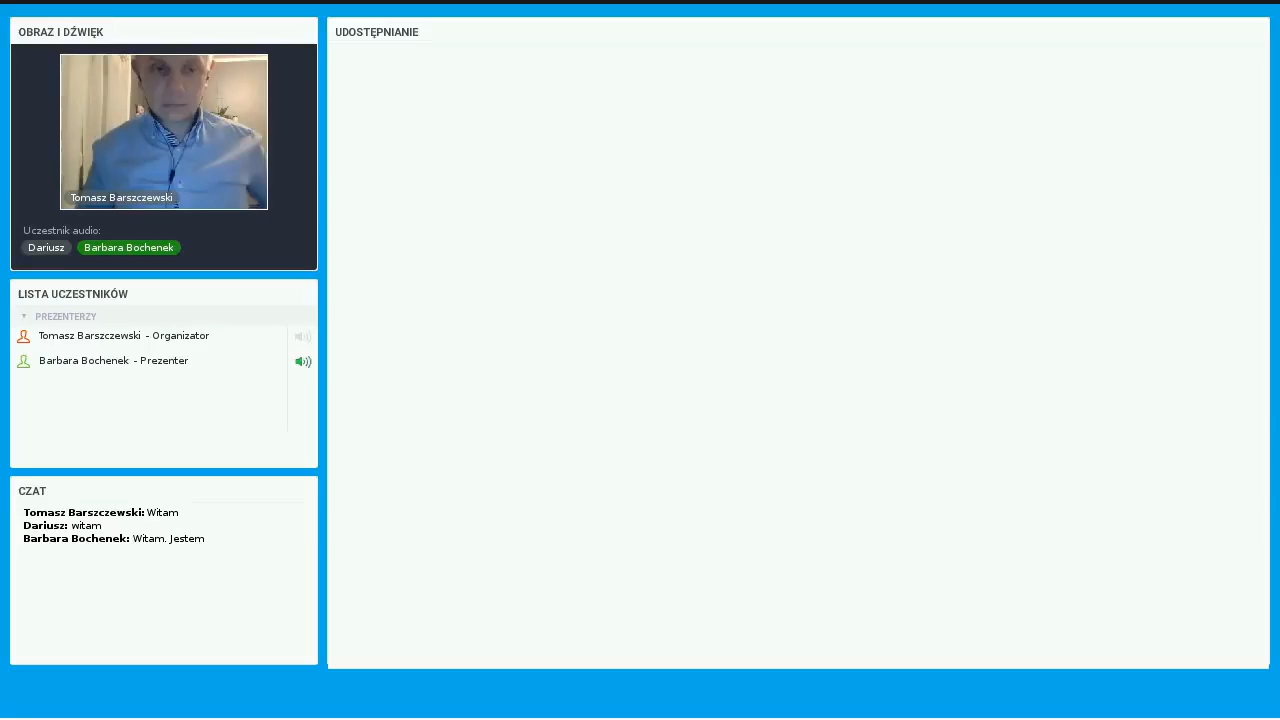 OBRAZ I DŹWIĘK
Tomasz Barszczewski
Uczestnik audio:
Dariusz Barbara Bochenek
LISTA UCZESTNIKÓW
PREZENTERZY
Tomasz Barszczewski - Organizator
Barbara Bochenek - Prezenter
CZAT
Tomasz Barszczewski: Witam
Dariusz: witam
Barbara Bochenek: Witam. Jestem
UDOSTĘPNIANIE